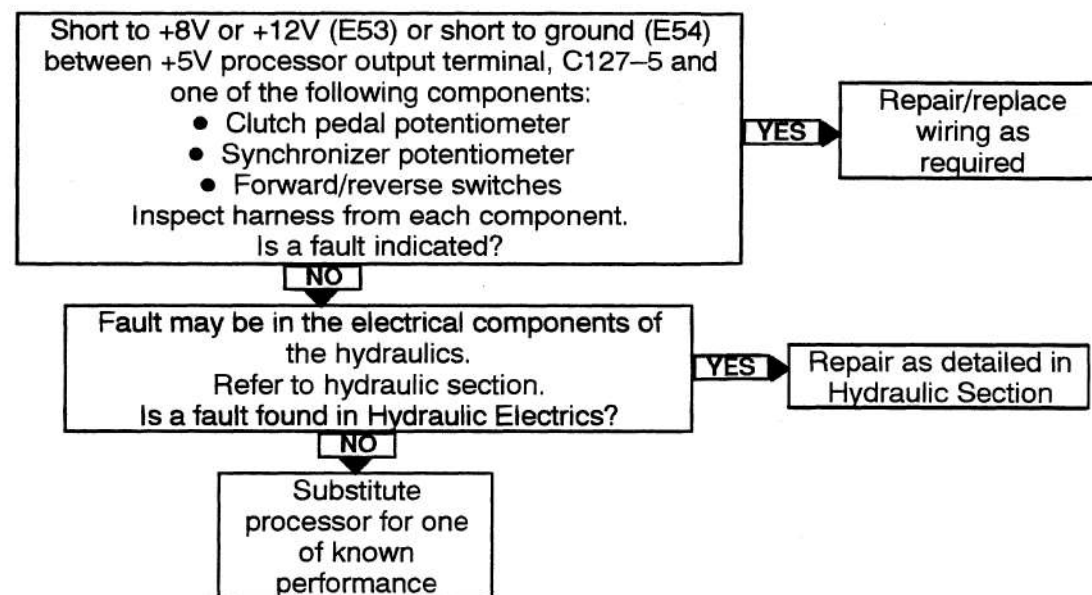 Short to +8V or +12V (E53) or short to ground (E54)
between +5V processor output terminal, C127–5 and
one of the following components:
● Clutch pedal potentiometer
● Synchronizer potentiometer
● Forward/reverse switches
Inspect harness from each component.
Is a fault indicated?
YES
Repair/replace
wiring as
required
NO
Fault may be in the electrical components of
the hydraulics.
Refer to hydraulic section.
Is a fault found in Hydraulic Electrics?
YES
Repair as detailed in
Hydraulic Section
NO
Substitute
processor for one
of known
performance